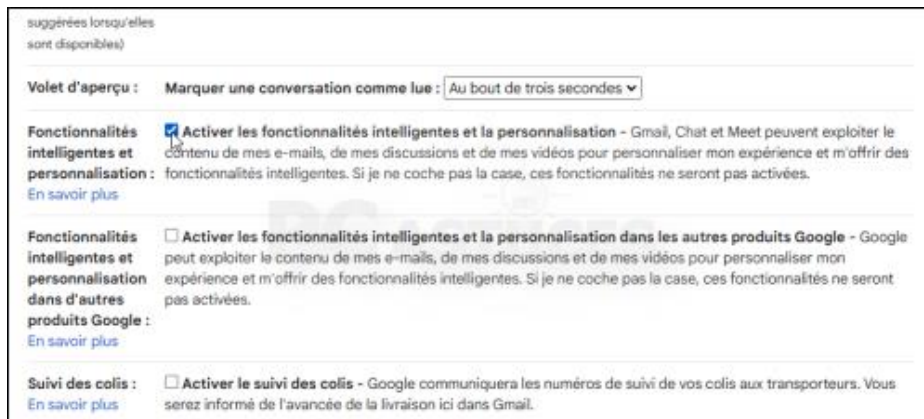 suggérées lorsqu'elles
sont disponibles)
Volet d'aperçu : Marquer une conversation comme lue : Au bout de trois secondes
Fonctionnalités intelligentes et personnalisation :
En savoir plus
Activer les fonctionnalités intelligentes et la personnalisation - Gmail, Chat et Meet peuvent exploiter le
contenu de mes e-mails, de mes discussions et de mes vidéos pour personnaliser mon expérience et m'offrir des
fonctionnalités intelligentes. Si je ne coche pas la case, ces fonctionnalités ne seront pas activées.
Fonctionnalités
intelligentes et
personnalisation
dans d'autres
produits Google :
En savoir plus
Activer les fonctionnalités intelligentes et la personnalisation dans les autres produits Google - Google
peut exploiter le contenu de mes e-mails, de mes discussions et de mes vidéos pour personnaliser mon
expérience et m'offrir des fonctionnalités intelligentes. Si je ne coche pas la case, ces fonctionnalités ne seront
pas activées.
Suivi des colis :
En savoir plus
Activer le suivi des colis - Google communiquera les numéros de suivi de vos colis aux transporteurs. Vous
serez informé de l'avancée de la livraison ici dans Gmail.